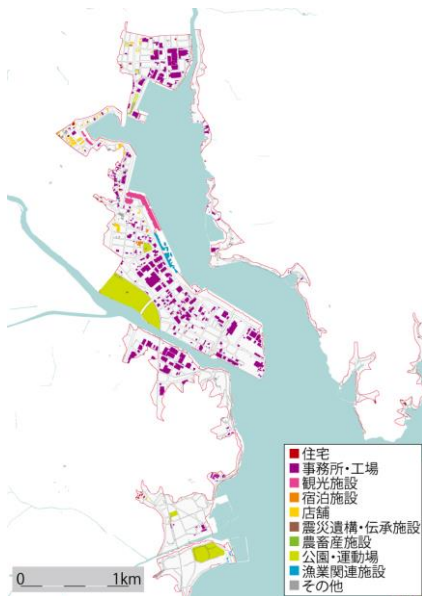 住宅
事務所・工場
観光施設
宿泊施設
店舗
震災遺構・伝承施設
農畜産施設
公園・運動場
漁業関連施設
その他
0 1km